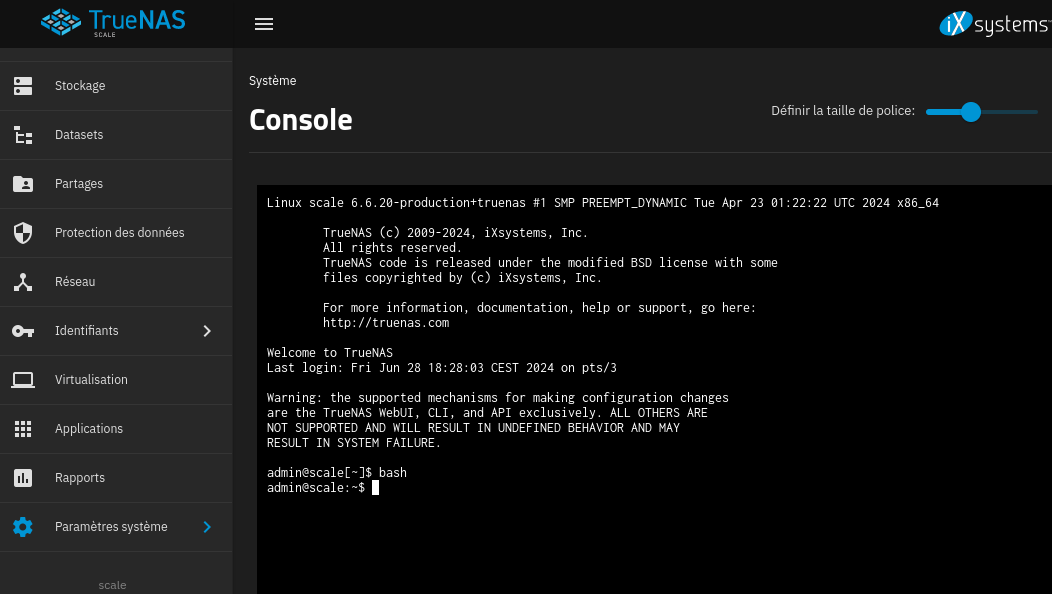 TrueNAS
SCALE
iX systems
Stockage
Datasets
Partages
Protection des données
Réseau
Identifiants
Virtualisation
Applications
Rapports
Paramètres système
scale
Système
Console
Définir la taille de police:
Linux scale 6.6.20-production+truenas #1 SMP PREEMPT_DYNAMIC Tue Apr 23 01:22:22 UTC 2024 x86_64
TrueNAS (c) 2009-2024, iXsystems, Inc.
All rights reserved.
TrueNAS code is released under the modified BSD license with some
files copyrighted by (c) iXsystems, Inc.
For more information, documentation, help or support, go here:
http://truenas.com
Welcome to TrueNAS
Last login: Fri Jun 28 18:28:03 CEST 2024 on pts/3
Warning: the supported mechanisms for making configuration changes
are the TrueNAS WebUI, CLI, and API exclusively. ALL OTHERS ARE
NOT SUPPORTED AND WILL RESULT IN UNDEFINED BEHAVIOR AND MAY
RESULT IN SYSTEM FAILURE.
admin@scale[~]$ bash
admin@scale:~$